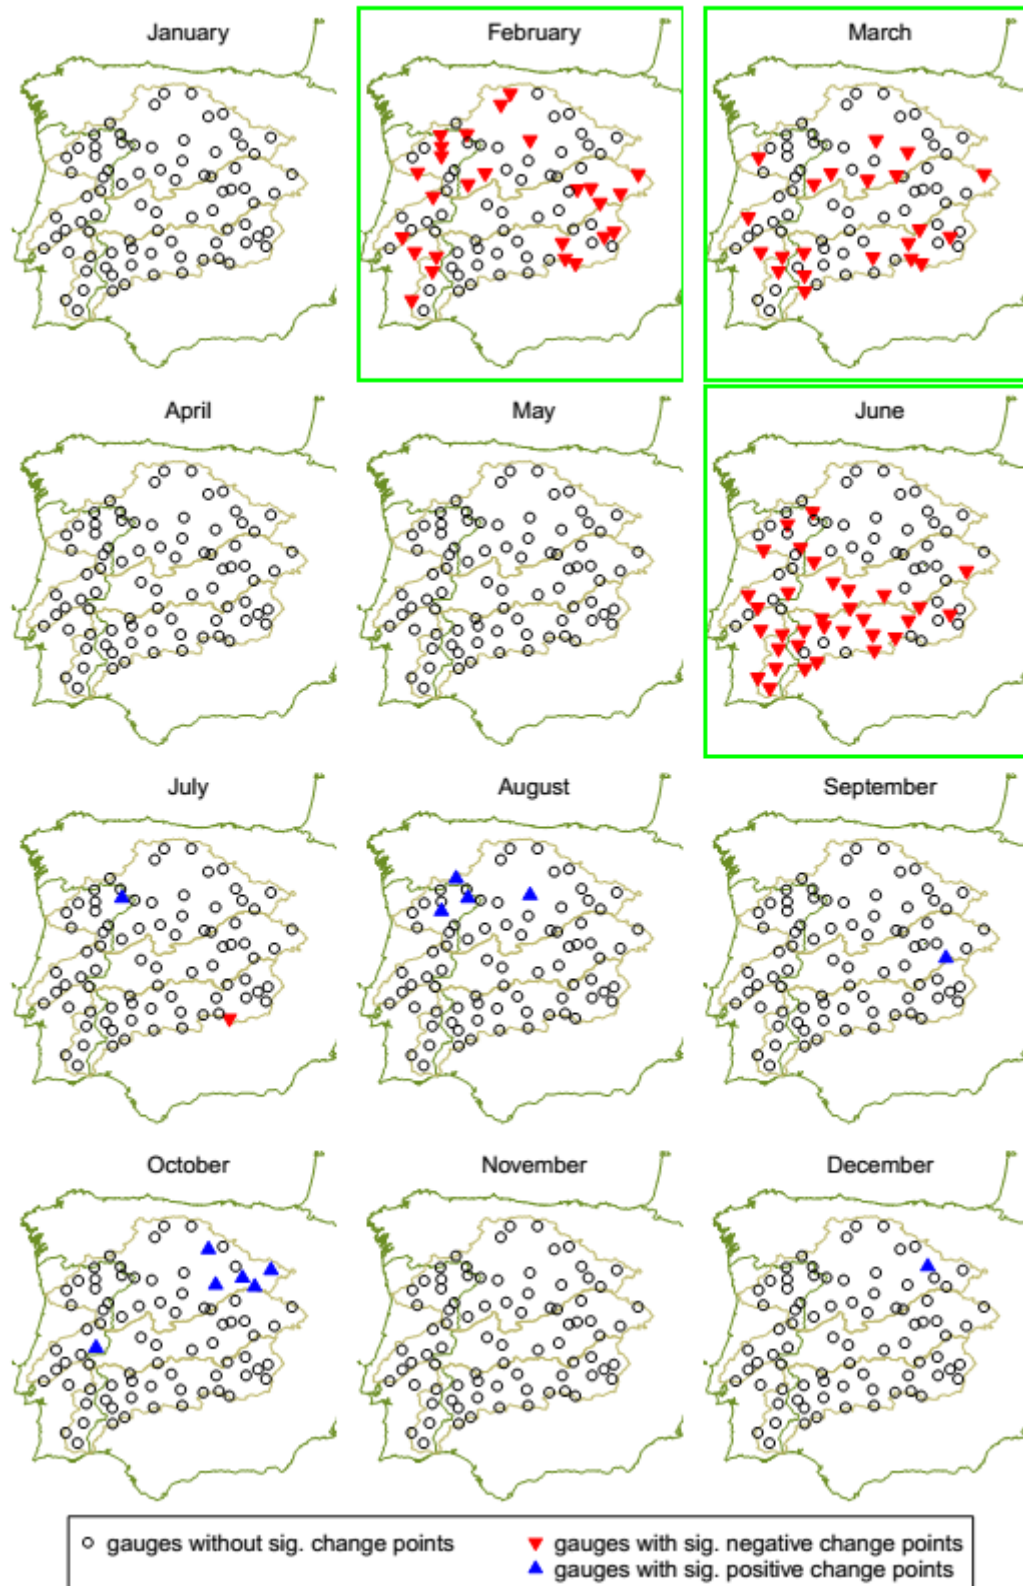 January
February
March
April
May
June
July
August
September
October
November
December
gauges without sig. change points
gauges with sig. negative change points
gauges with sig. positive change points